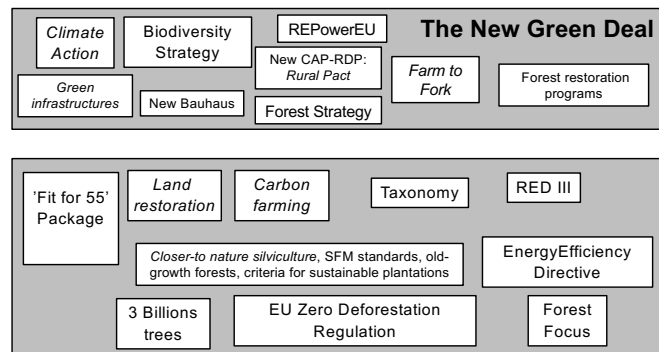 The New Green Deal
Climate
Action
Biodiversity
Strategy
REPowerEU
New CAP-RDP:
Rural Pact
Farm to
Fork
Forest restoration
programs
Green
infrastructures
New Bauhaus
Forest Strategy
'Fit for 55'
Package
Land
restoration
Carbon
farming
Taxonomy
RED III
Closer-to nature silviculture, SFM standards, old-
growth forests, criteria for sustainable plantations
EnergyEfficiency
Directive
3 Billions
trees
EU Zero Deforestation
Regulation
Forest
Focus